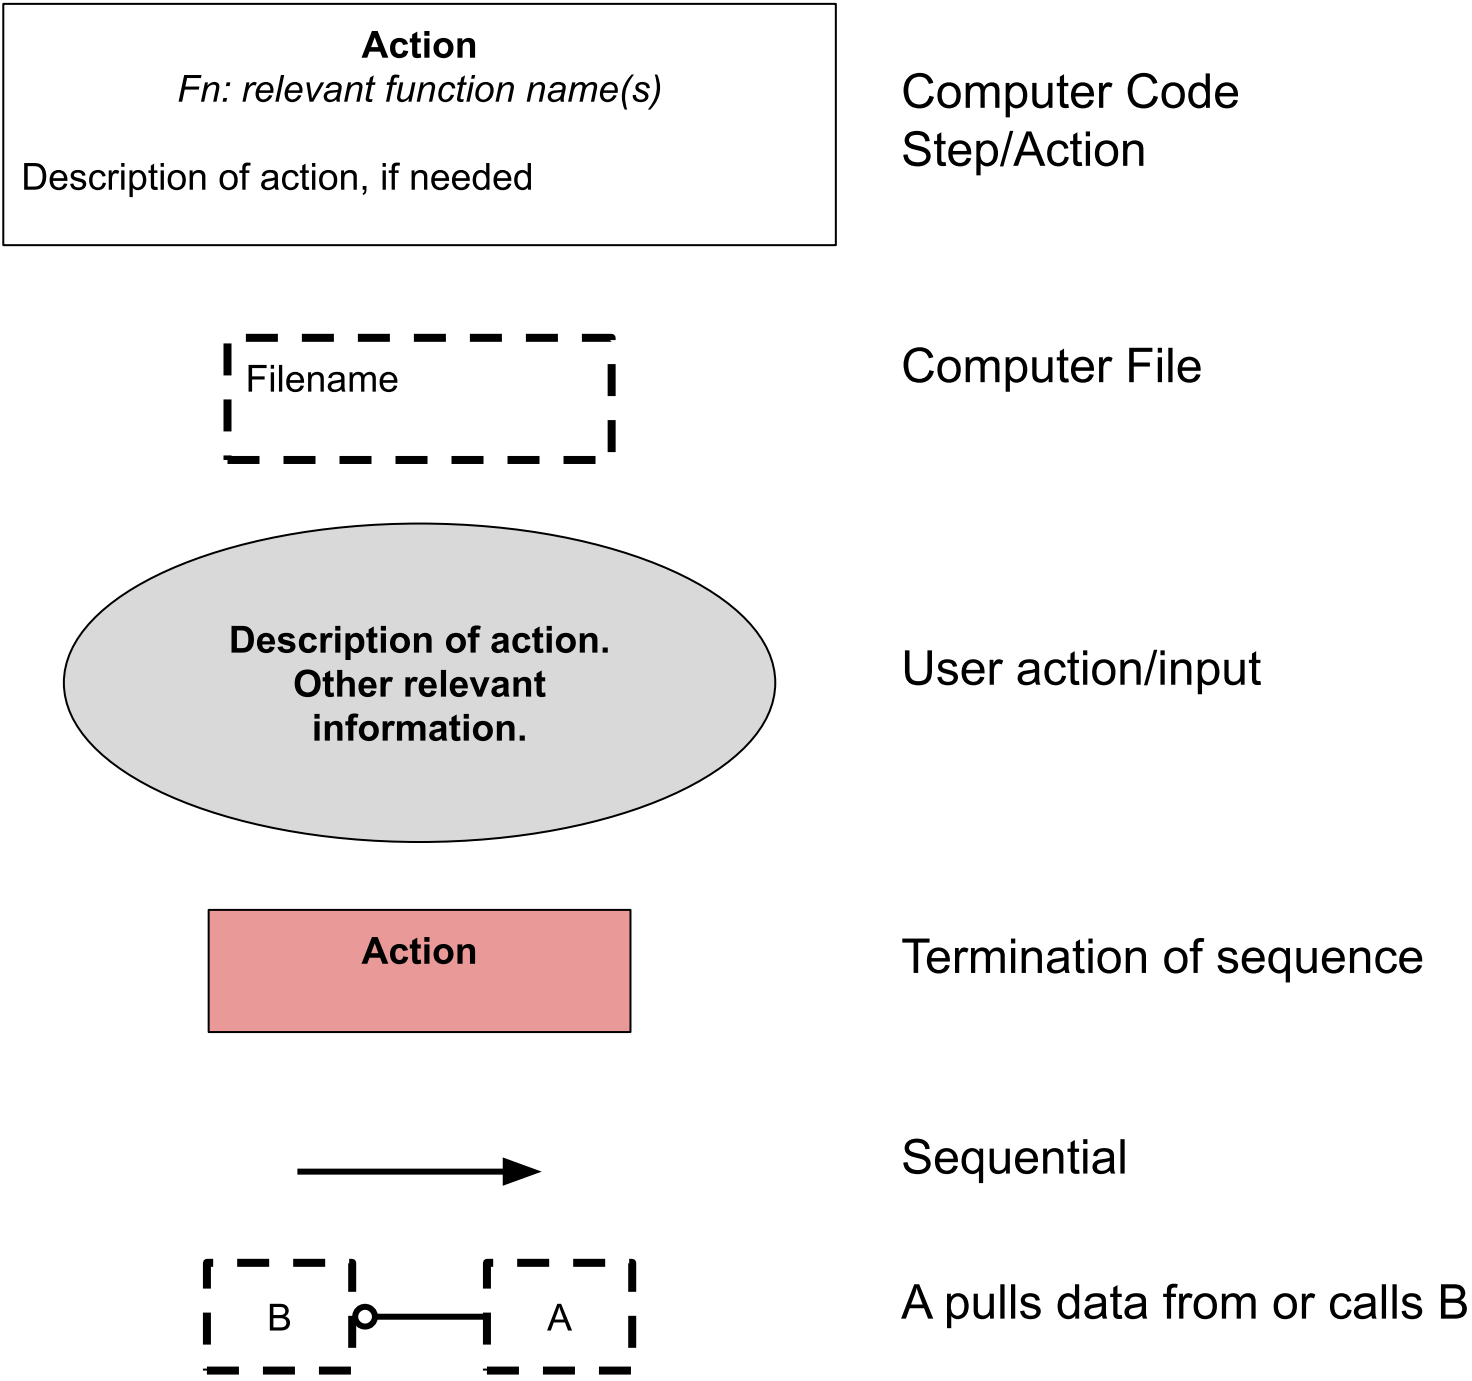 Action
Fn: relevant function name(s)
Description of action, if needed
Computer Code
Step/Action
Filename
Computer File
Description of action.
Other relevant
information.
User action/input
Action
Termination of sequence
Sequential
B
A
A pulls data from or calls B